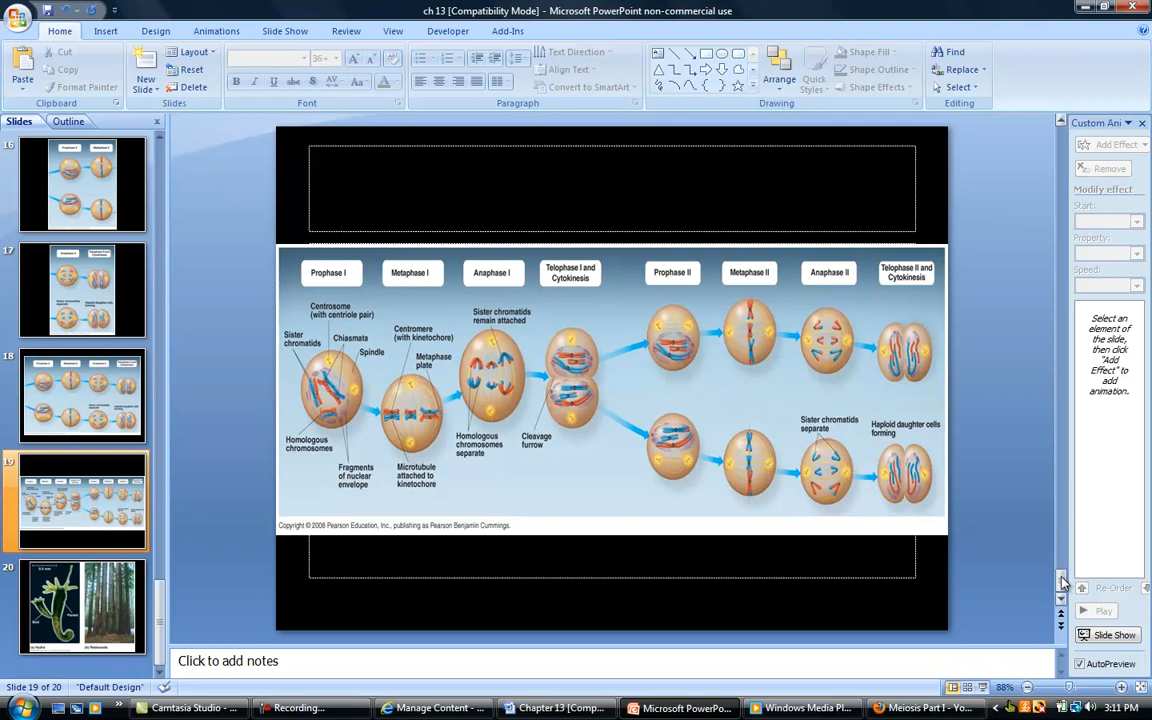 ch 13 [Compatibility Mode] - Microsoft PowerPoint non-commercial use
Home Insert Design Animations Slide Show Review View Developer Add-Ins
Paste
Cut
Copy
Format Painter
Clipboard
New
Slide
Layout
Reset
Delete
Slides
36+
B I U abc S AV Aa A
Font
Text Direction
Align Text
Convert to SmartArt
Paragraph
Arrange
Quick
Styles
Shape Fill
Shape Outline
Shape Effects
Drawing
Find
Replace
Select
Editing
Slides Outline
16
17
18
19
20
Prophase I
Metaphase I
Anaphase I
Telophase I and
Cytokinesis
Prophase II
Metaphase II
Anaphase II
Telophase II and
Cytokinesis
Centrosome
(with centriole pair)
Sister
chromatids
Chiasmata
Spindle
Centromere
(with kinetochore)
Metaphase
plate
Sister chromatids
remain attached
Homologous
chromosomes
Fragments
of nuclear
envelope
Microtubule
attached to
kinetochore
Homologous
chromosomes
separate
Cleavage
furrow
Sister chromatids
separate
Haploid daughter cells
forming
Copyright © 2008 Pearson Education, Inc., publishing as Pearson Benjamin Cummings.
Custom Ani
Add Effect
Remove
Modify effect
Start:
Property:
Speed:
Select an
element of
the slide,
then click
"Add
Effect" to
add
animation.
Re-Order
Play
Slide Show
AutoPreview
Click to add notes
Slide 19 of 20 "Default Design" 88%
Camtasia Studio - ... Recording... Manage Content - ... Chapter 13 [Comp... Microsoft PowerPo... Windows Media Pl... Meiosis Part I - Yo... 3:11 PM